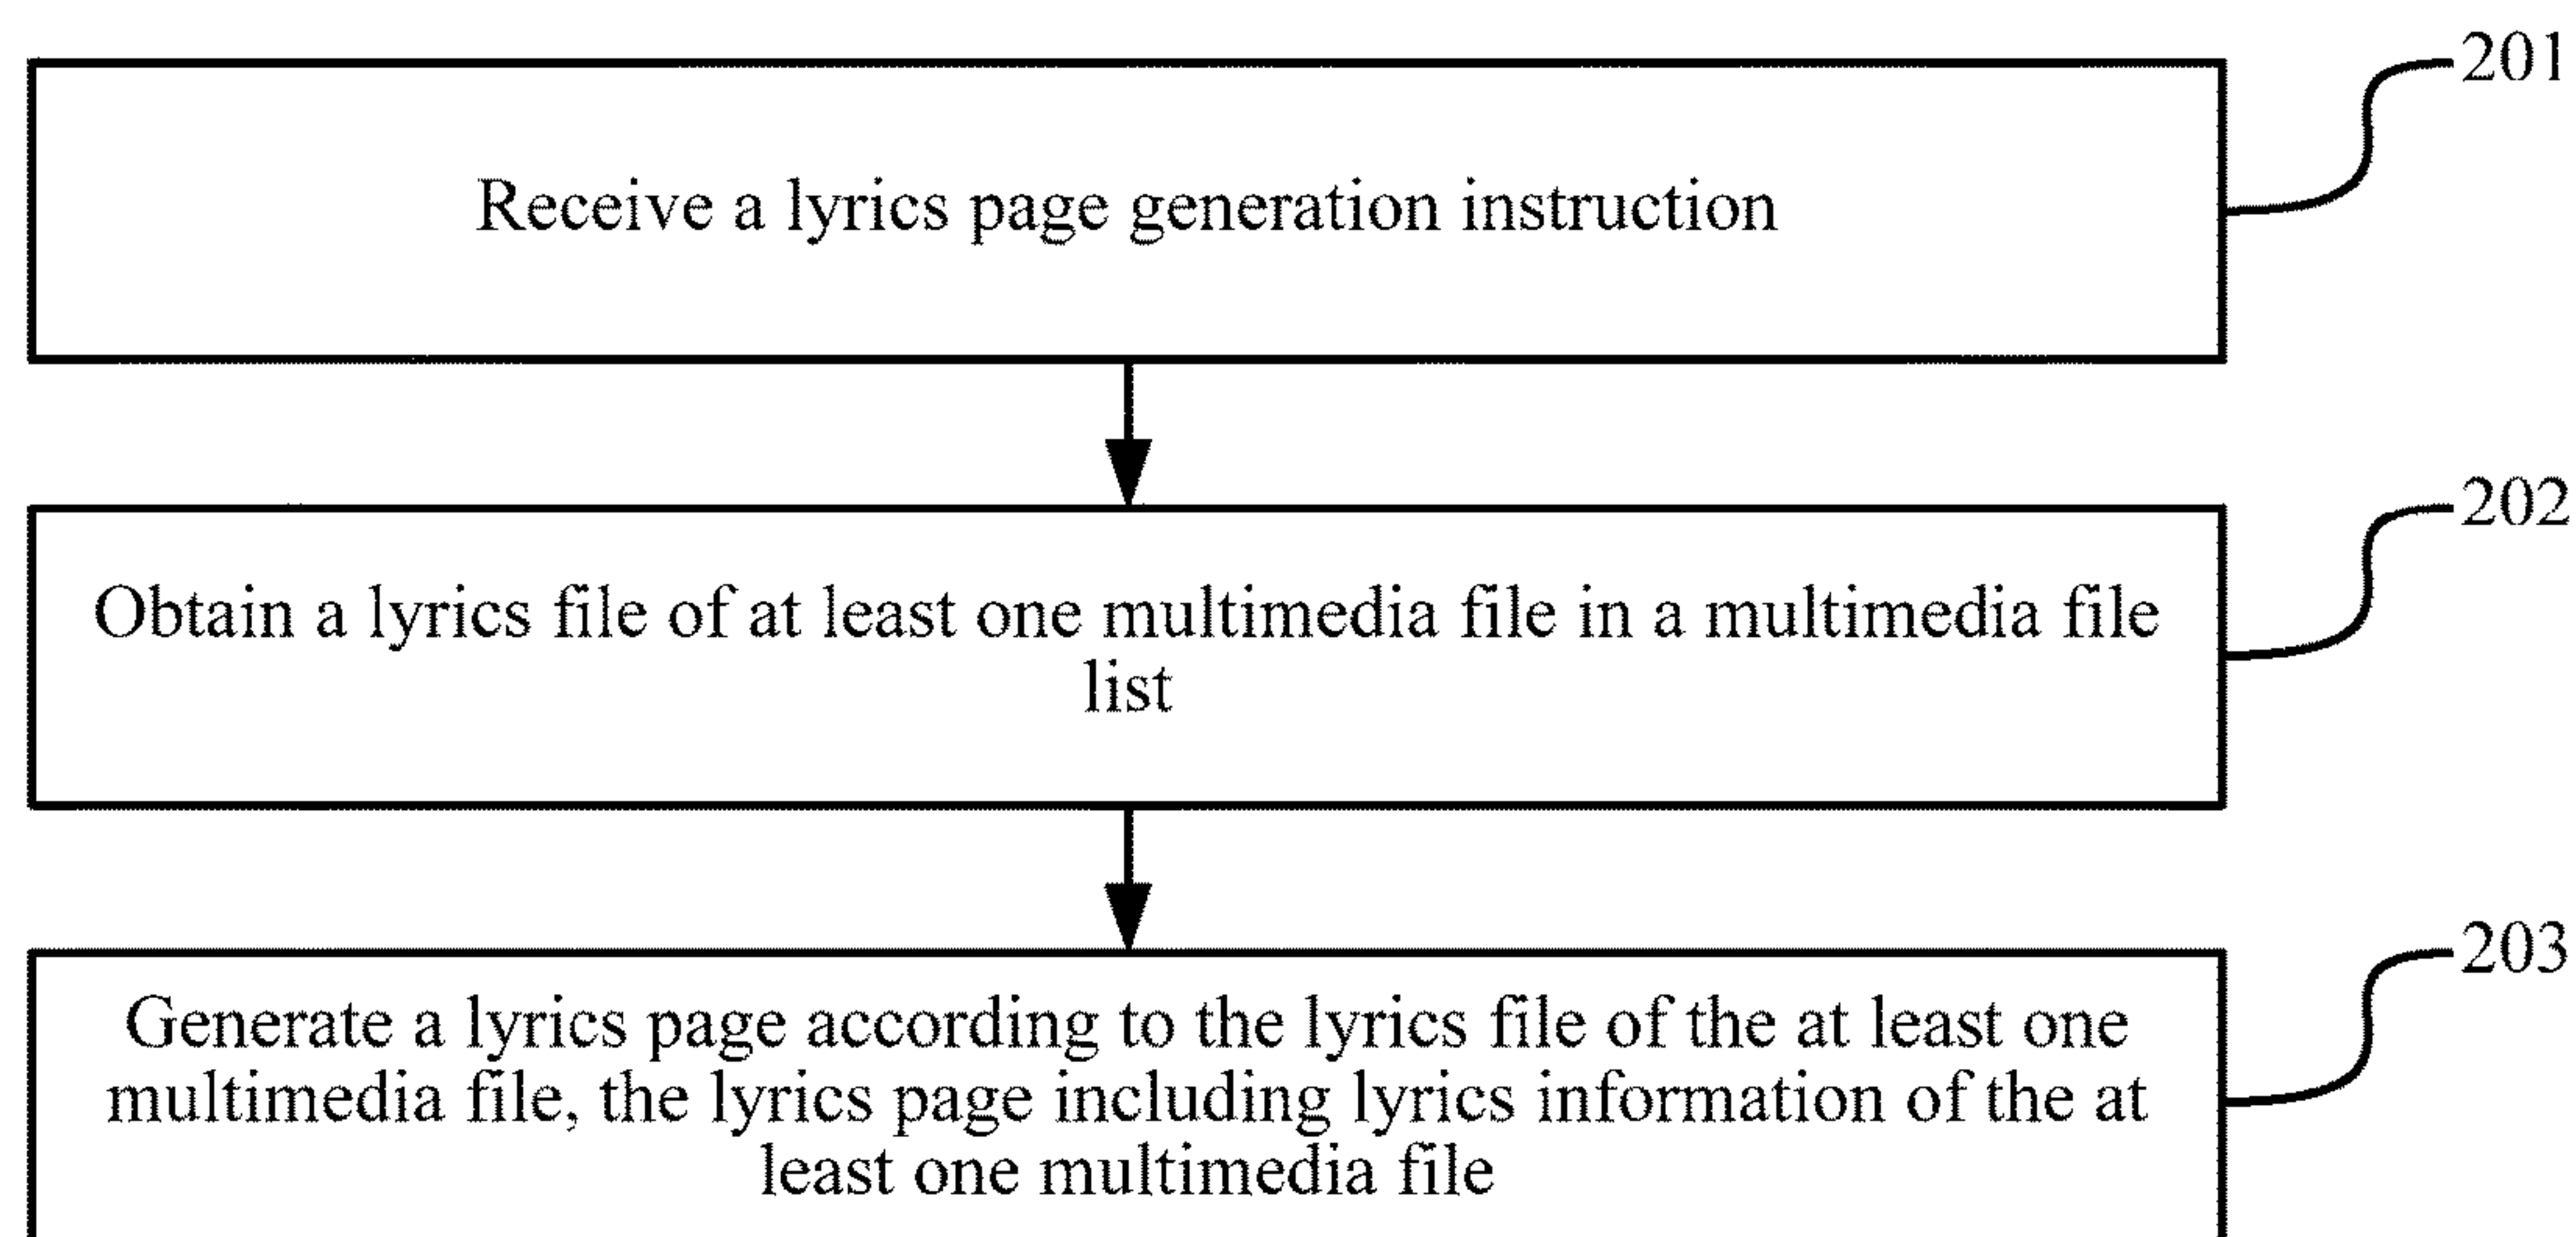 201
Receive a lyrics page generation instruction
202
Obtain a lyrics file of at least one multimedia file in a multimedia file
list
203
Generate a lyrics page according to the lyrics file of the at least one
multimedia file, the lyrics page including lyrics information of the at
least one multimedia file